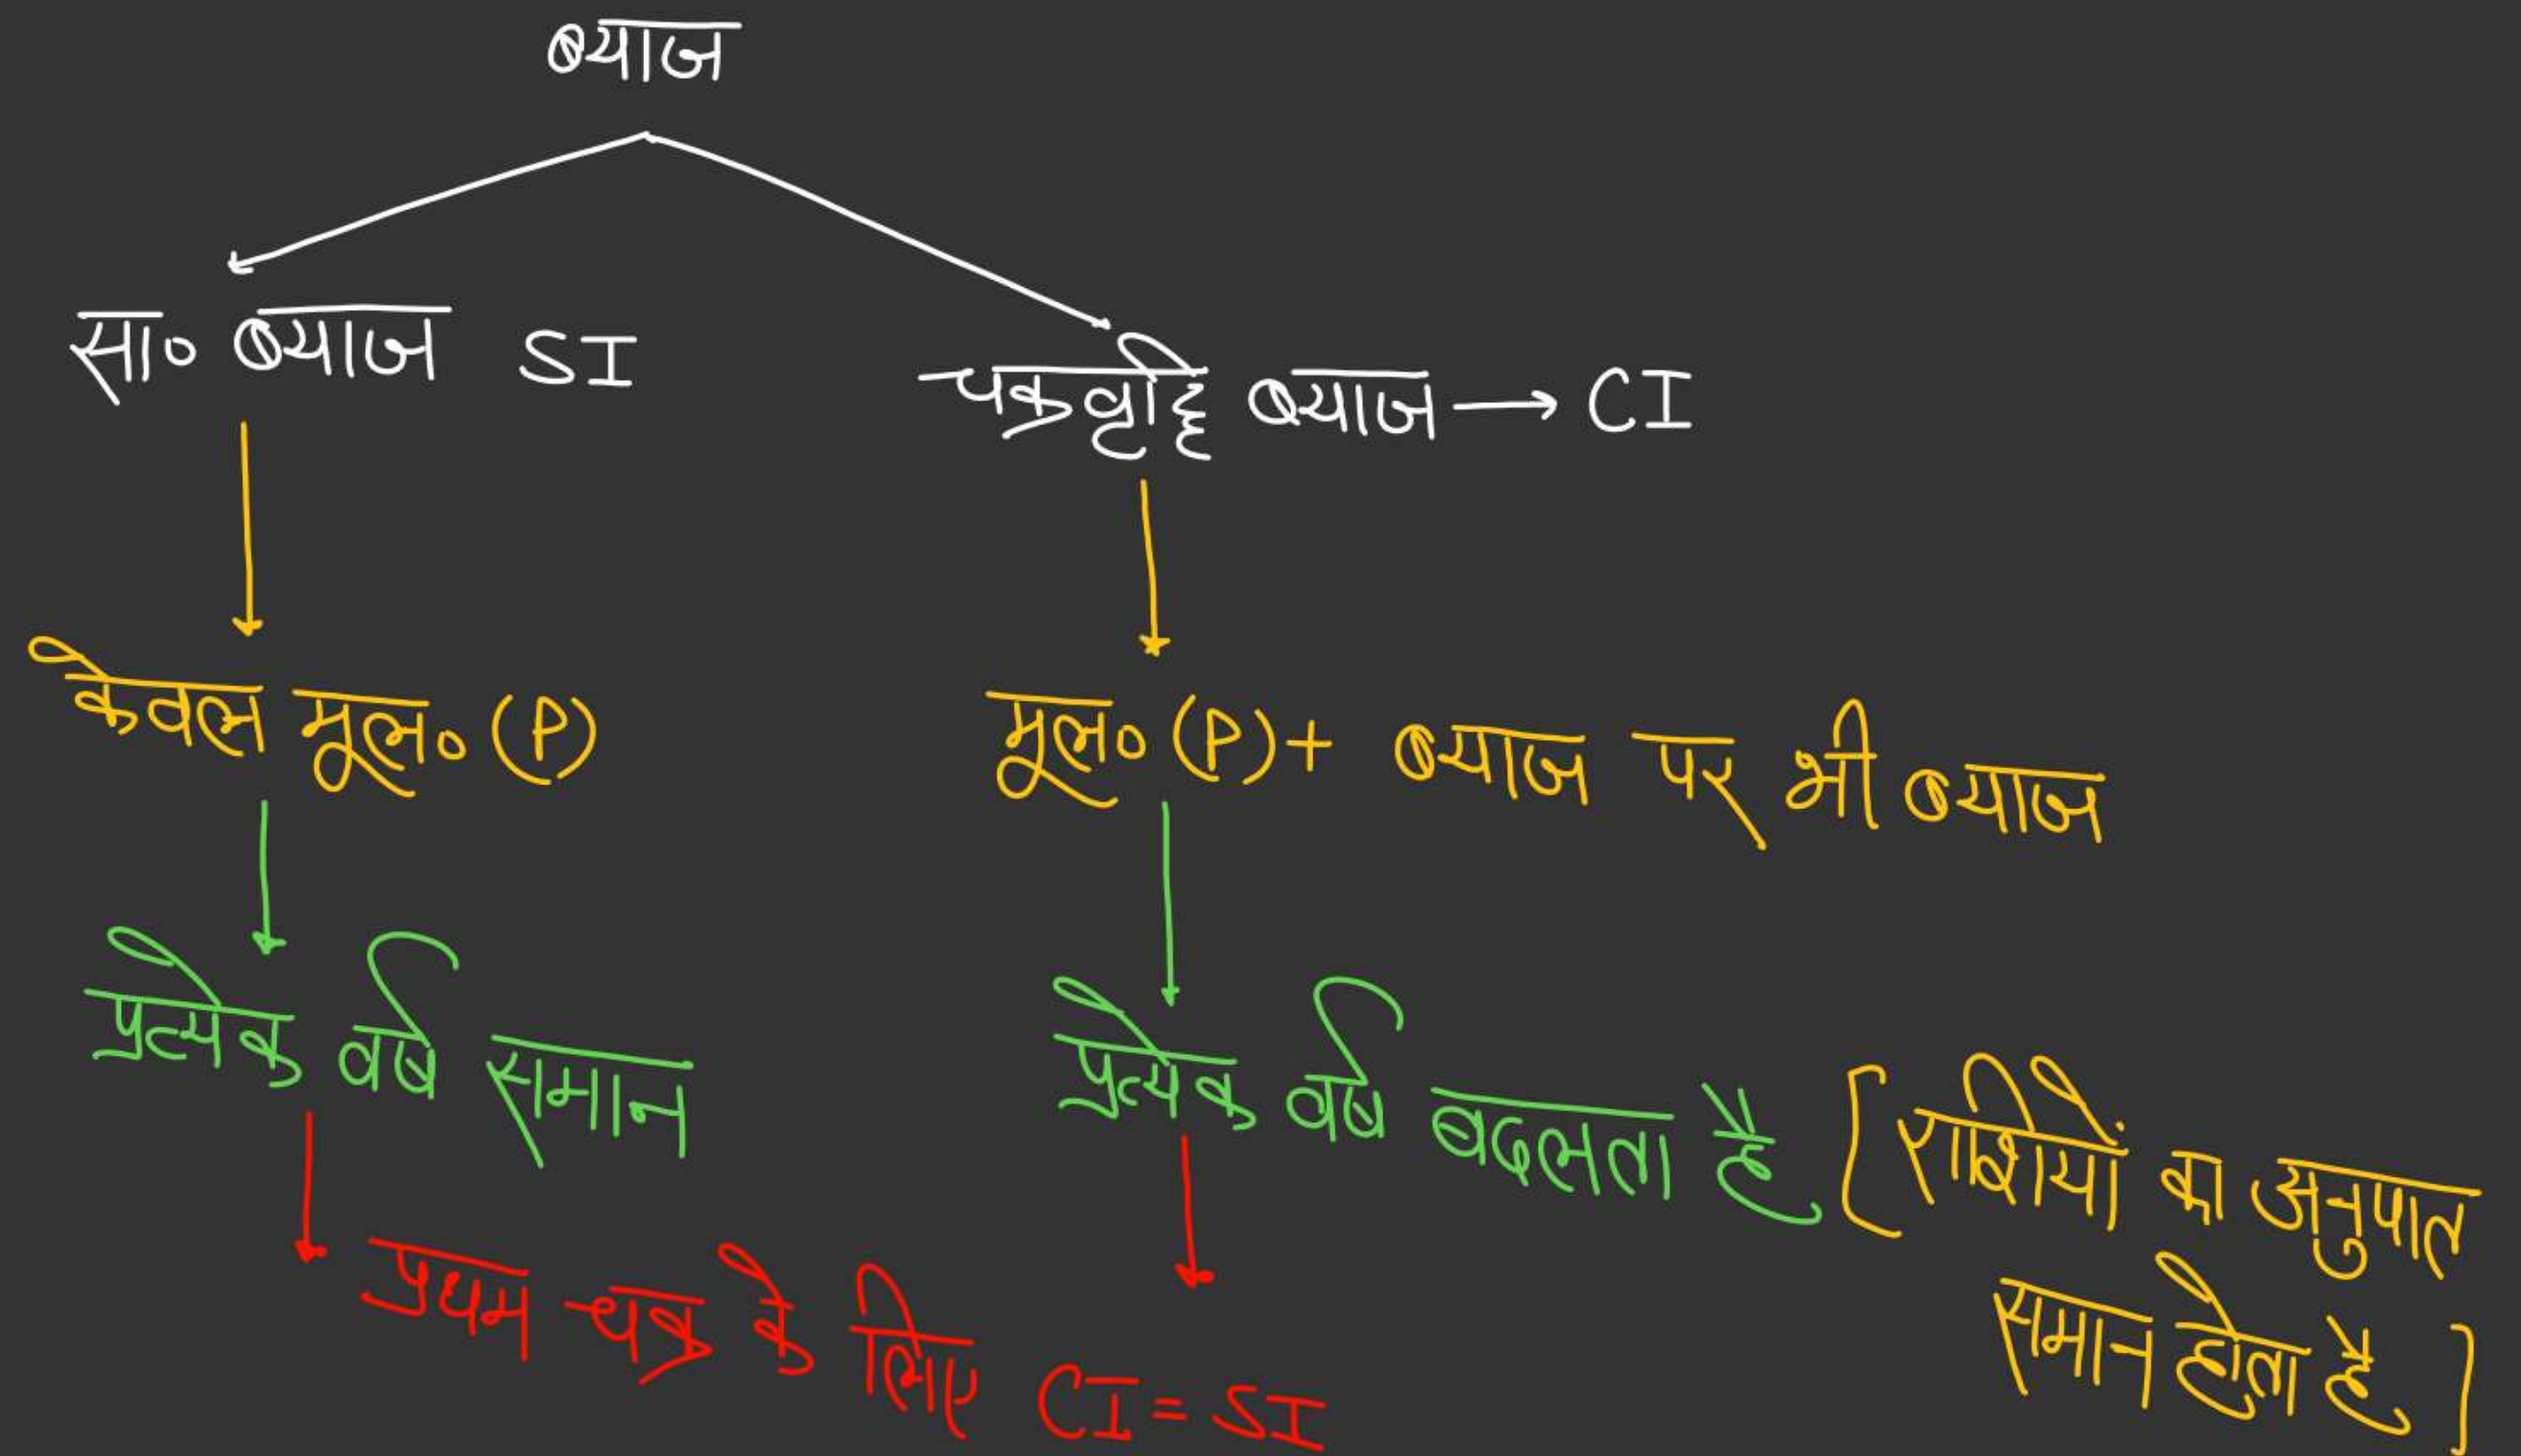 ब्याज
सा० ब्याज SI
चक्रवृद्धि ब्याज → CI
केवल मूल० (P)
मूल० (P) + ब्याज पर भी ब्याज
प्रत्येक वर्ष समान
प्रत्येक वर्ष बदलता है [राशियों का अनुपात
समान होता है]
प्रथम चक्र के लिए CI = SI